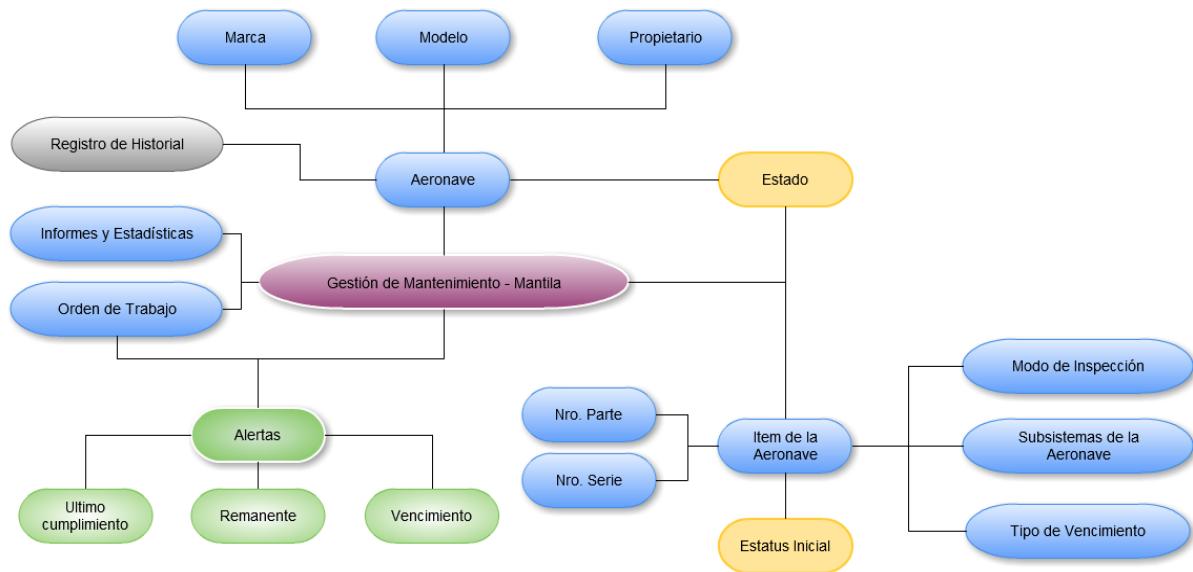 Marca
Modelo
Propietario
Registro de Historial
Aeronave
Estado
Informes y Estadísticas
Gestión de Mantenimiento - Mantila
Orden de Trabajo
Modo de Inspección
Nro. Parte
Alertas
Item de la
Aeronave
Subsistemas de la
Aeronave
Nro. Serie
Ultimo
cumplimiento
Remanente
Vencimiento
Estatus Inicial
Tipo de Vencimiento